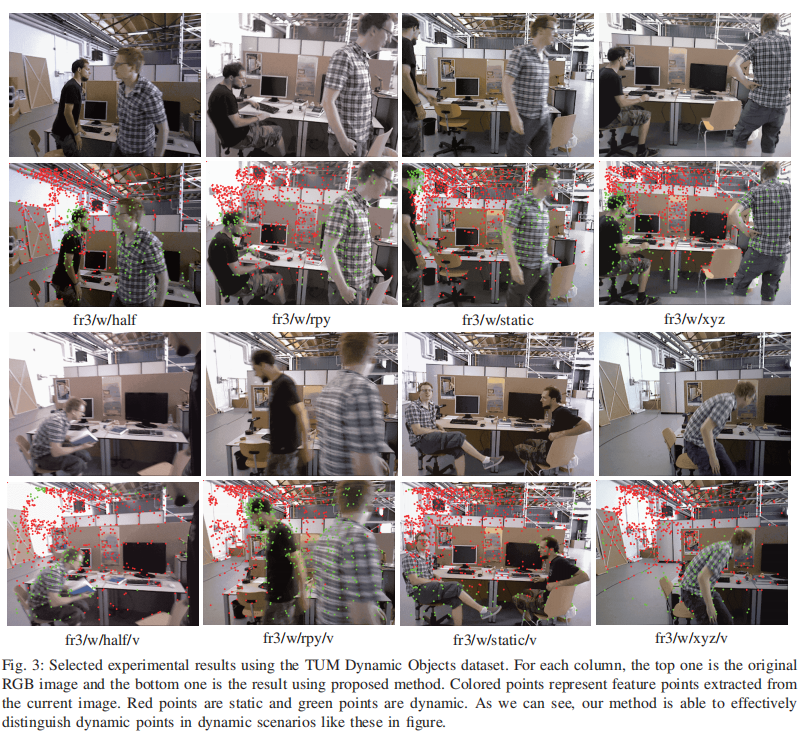 fr3/w/half fr3/w/rpy fr3/w/static fr3/w/xyz
fr3/w/half/v fr3/w/rpy/v fr3/w/static/v fr3/w/xyz/v
Fig. 3: Selected experimental results using the TUM Dynamic Objects dataset. For each column, the top one is the original
RGB image and the bottom one is the result using proposed method. Colored points represent feature points extracted from
the current image. Red points are static and green points are dynamic. As we can see, our method is able to effectively
distinguish dynamic points in dynamic scenarios like these in figure.